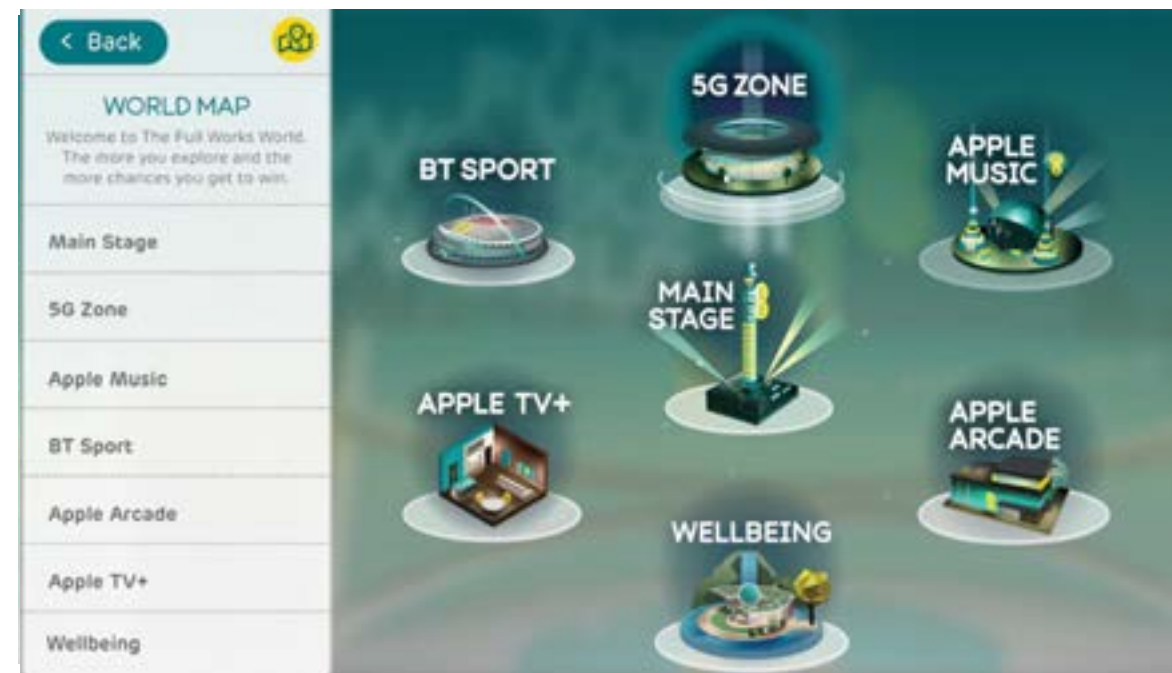 < Back
WORLD MAP
Welcome to The Full Works World.
The more you explore and the
more chances you get to win.
Main Stage
5G Zone
Apple Music
BT Sport
Apple Arcade
Apple TV+
Wellbeing
5G ZONE
BT SPORT
APPLE
MUSIC
MAIN
STAGE
APPLE TV+
APPLE
ARCADE
WELLBEING